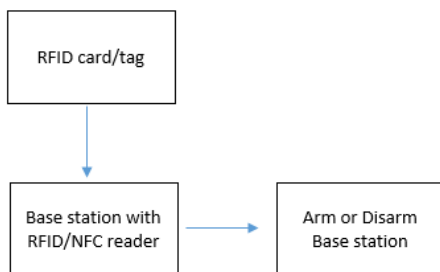 RFID card/tag
Base station with
RFID/NFC reader
Arm or Disarm
Base station